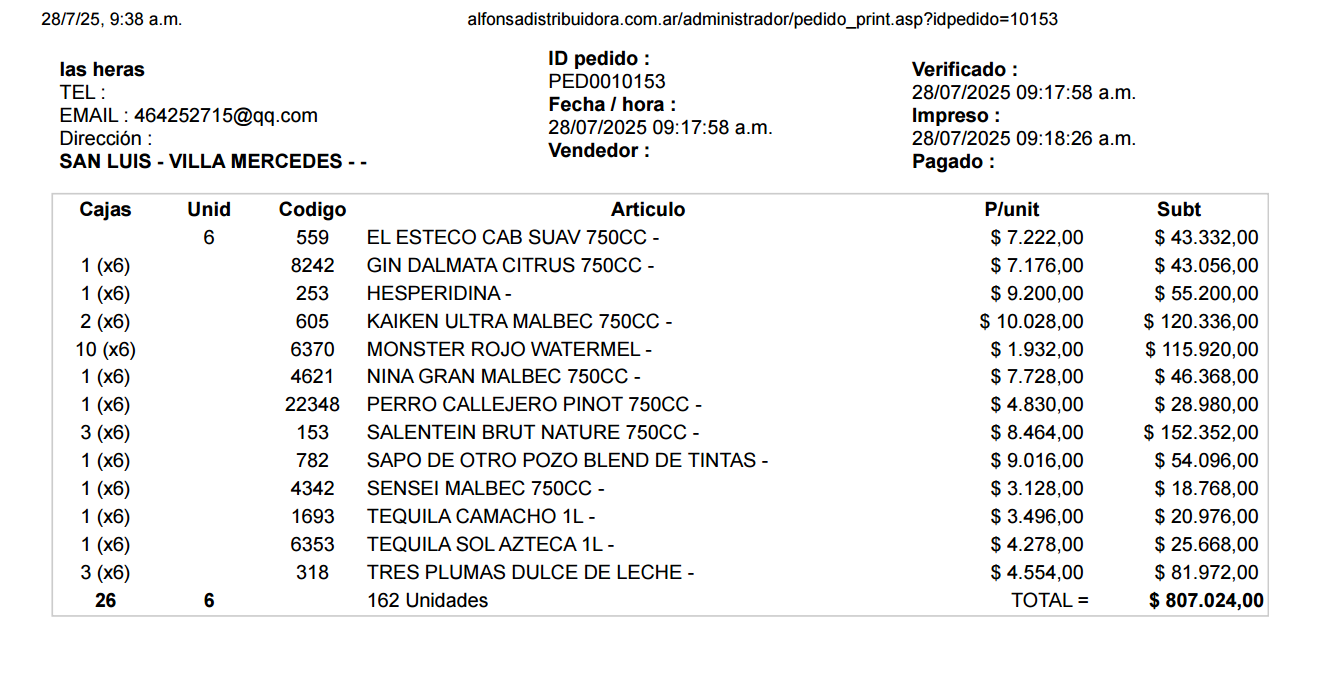 28/7/25, 9:38 a.m. alfonsadistribuidora.com.ar/administrador/pedido_print.asp?idpedido=10153
las heras
TEL :
EMAIL : 464252715@qq.com
Dirección :
SAN LUIS - VILLA MERCEDES - -
ID pedido :
PED0010153
Fecha / hora :
28/07/2025 09:17:58 a.m.
Vendedor :
Verificado :
28/07/2025 09:17:58 a.m.
Impreso :
28/07/2025 09:18:26 a.m.
Pagado :
Cajas Unid Codigo Articulo P/unit Subt
6 559 EL ESTECO CAB SUAV 750CC - $ 7.222,00 $ 43.332,00
1 (x6) 8242 GIN DALMATA CITRUS 750CC - $ 7.176,00 $ 43.056,00
1 (x6) 253 HESPERIDINA - $ 9.200,00 $ 55.200,00
2 (x6) 605 KAIKEN ULTRA MALBEC 750CC - $ 10.028,00 $ 120.336,00
10 (x6) 6370 MONSTER ROJO WATERMEL - $ 1.932,00 $ 115.920,00
1 (x6) 4621 NINA GRAN MALBEC 750CC - $ 7.728,00 $ 46.368,00
1 (x6) 22348 PERRO CALLEJERO PINOT 750CC - $ 4.830,00 $ 28.980,00
3 (x6) 153 SALENTEIN BRUT NATURE 750CC - $ 8.464,00 $ 152.352,00
1 (x6) 782 SAPO DE OTRO POZO BLEND DE TINTAS - $ 9.016,00 $ 54.096,00
1 (x6) 4342 SENSEI MALBEC 750CC - $ 3.128,00 $ 18.768,00
1 (x6) 1693 TEQUILA CAMACHO 1L - $ 3.496,00 $ 20.976,00
1 (x6) 6353 TEQUILA SOL AZTECA 1L - $ 4.278,00 $ 25.668,00
3 (x6) 318 TRES PLUMAS DULCE DE LECHE - $ 4.554,00 $ 81.972,00
26 6 162 Unidades TOTAL = $ 807.024,00